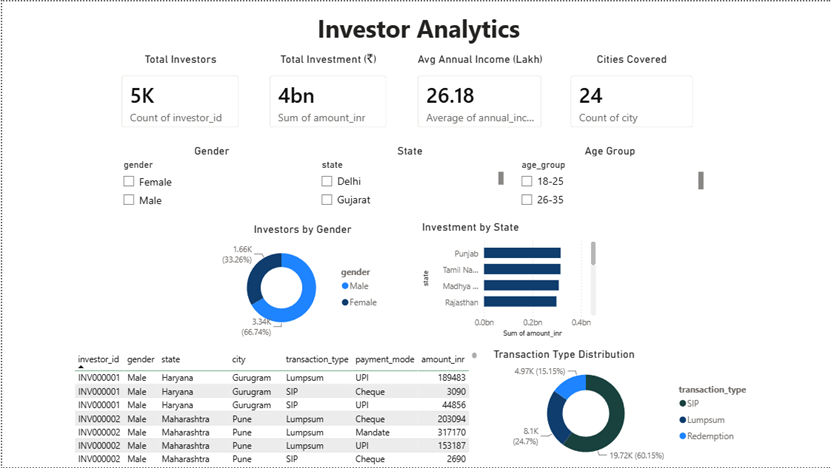 Investor Analytics
Total Investors
5K
Count of investor_id
Total Investment (₹)
4bn
Sum of amount_inr
Avg Annual Income (Lakh)
26.18
Average of annual_inc...
Cities Covered
24
Count of city
Gender
gender
Female
Male
State
state
Delhi
Gujarat
Age Group
age_group
18-25
26-35
Investors by Gender
1.66K
(33.26%)
3.34K
(66.74%)
gender
Male
Female
Investment by State
state
Punjab
Tamil Na...
Madhya ...
Rajasthan
0.0bn 0.2bn 0.4bn
Sum of amount_inr
investor_id gender state city transaction_type payment_mode amount_inr
INV000001 Male Haryana Gurugram Lumpsum UPI 189483
INV000001 Male Haryana Gurugram SIP Cheque 3090
INV000001 Male Haryana Gurugram SIP UPI 44856
INV000002 Male Maharashtra Pune Lumpsum Cheque 203094
INV000002 Male Maharashtra Pune Lumpsum Mandate 317170
INV000002 Male Maharashtra Pune Lumpsum UPI 153187
INV000002 Male Maharashtra Pune SIP Cheque 2690
Transaction Type Distribution
4.97K (15.15%)
8.1K
(24.7%)
19.72K (60.15%)
transaction_type
SIP
Lumpsum
Redemption